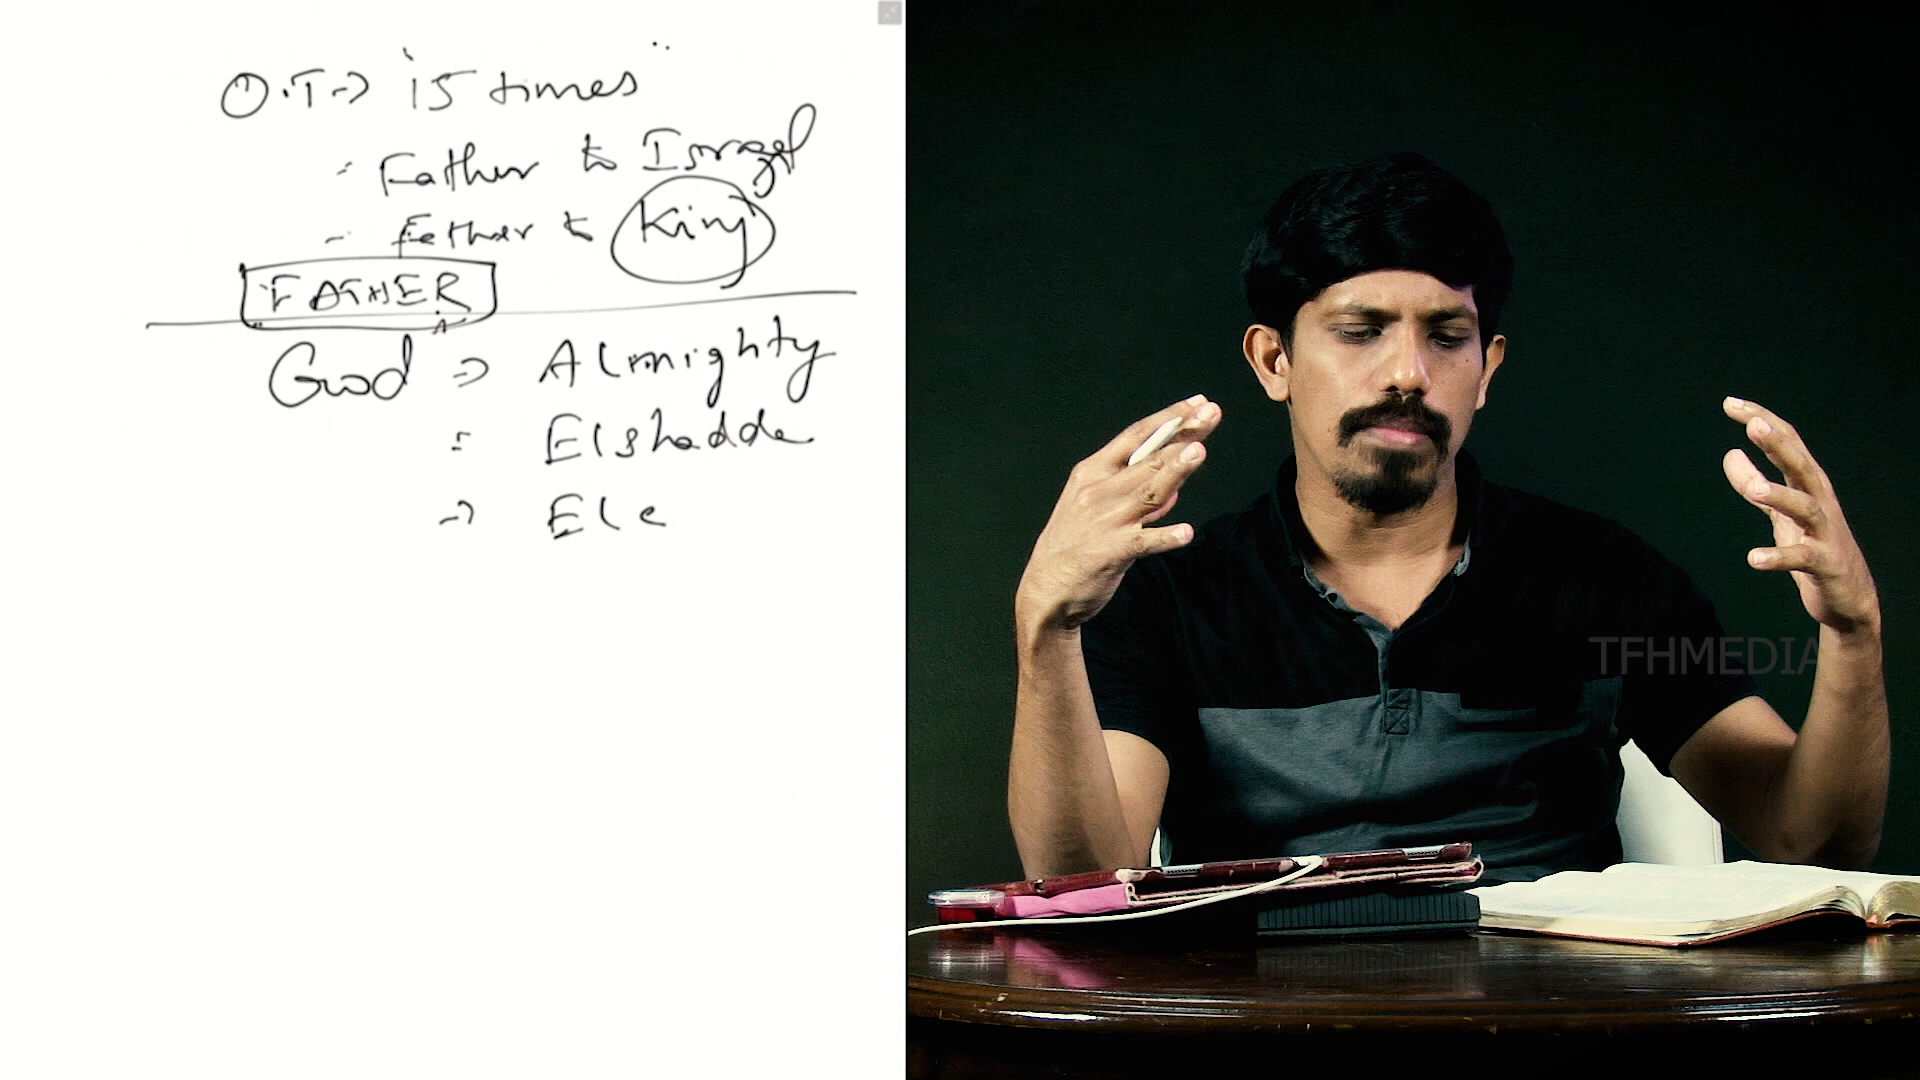 O.T → "15 times"
- Father to Israel
- Father to King
FATHER
God → Almighty
: Elshadde
→ Ele
TFHMEDIA